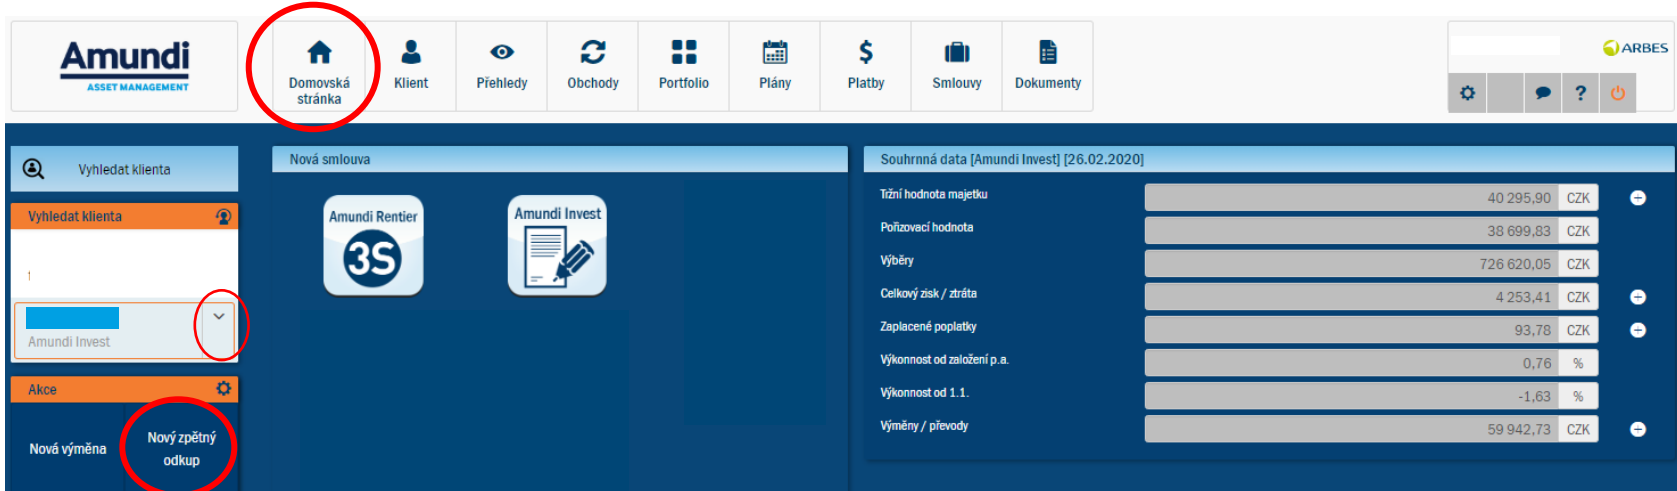 Amundi
ASSET MANAGEMENT
Domovská
stránka
Klient
Přehledy
Obchody
Portfolio
Plány
Platby
Smlouvy
Dokumenty
ARBES
?
Vyhledat klienta
Vyhledat klienta
1
Amundi Invest
Akce
Nová výměna
Nový zpětný
odkup
Nová smlouva
Amundi Rentier
3S
Amundi Invest
Souhrnná data [Amundi Invest] [26.02.2020]
Tržní hodnota majetku 40 295,90 CZK
Pořizovací hodnota 38 699,83 CZK
Výběry 726 620,05 CZK
Celkový zisk / ztráta 4 253,41 CZK
Zaplacené poplatky 93,78 CZK
Výkonnost od založení p.a. 0,76 %
Výkonnost od 1.1. -1,63 %
Výměny / převody 59 942,73 CZK